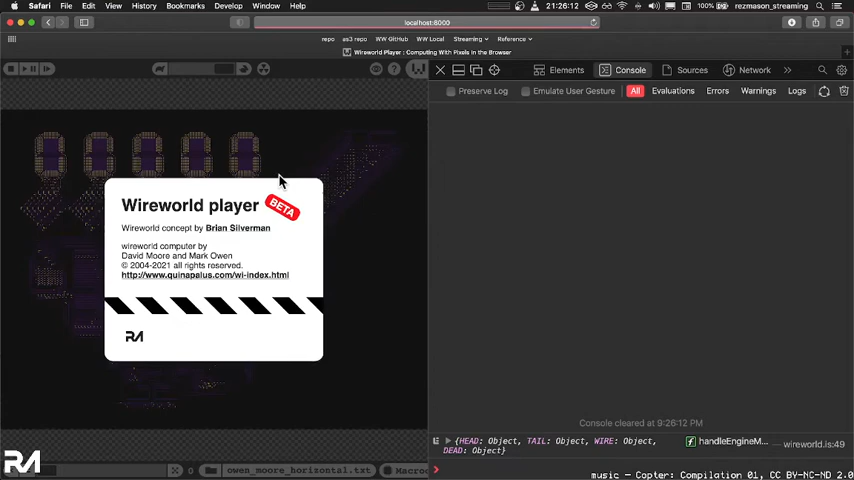 Safari File Edit View History Bookmarks Develop Window Help
100% 21:26:12 rezmason_streaming
localhost:8000
repo as3 repo WW GitHub WW Local Streaming Reference
Wireworld Player : Computing With Pixels in the Browser
Elements Console Sources Network
Preserve Log Emulate User Gesture All Evaluations Errors Warnings Logs
00000
Wireworld player BETA
Wireworld concept by Brian Silverman
wireworld computer by
David Moore and Mark Owen
© 2004-2021 all rights reserved.
http://www.quinapalus.com/wi-index.html
RM
Console cleared at 9:26:12 PM
{HEAD: Object, TAIL: Object, WIRE: Object, DEAD: Object}
f handleEngineM... wireworld.js:49
RM
0 owen_moore_horizontal.txt Macroc
music – Copter: Compilation 01, CC BY-NC-ND 2.0